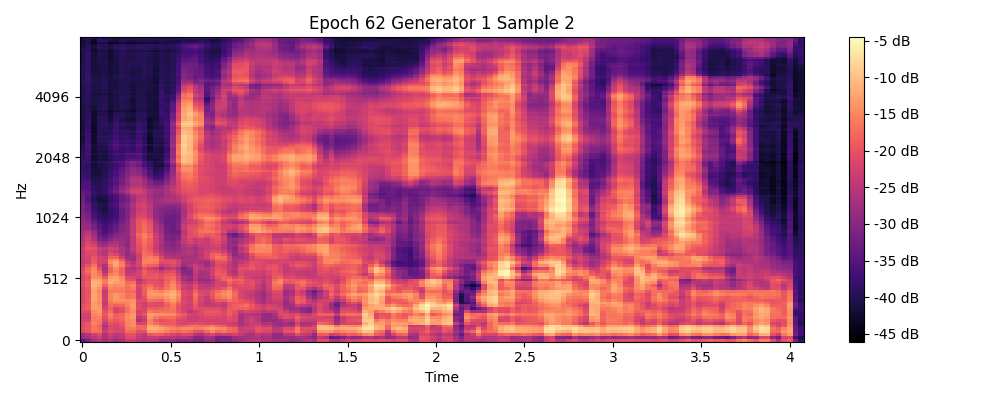 Epoch 62 Generator 1 Sample 2
-5 dB
-10 dB
-15 dB
-20 dB
-25 dB
-30 dB
-35 dB
-40 dB
-45 dB
Hz
4096
2048
1024
512
0
0 0.5 1 1.5 2 2.5 3 3.5 4
Time